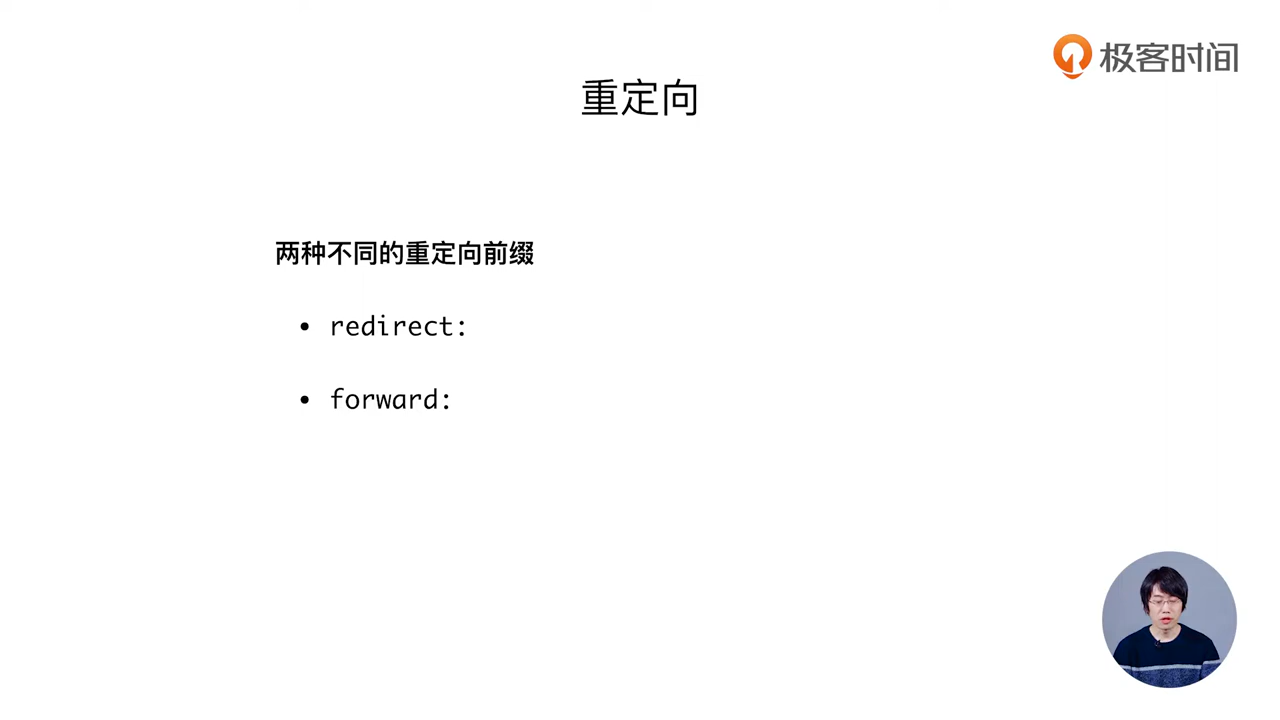 极客时间
重定向
两种不同的重定向前缀
• redirect:
• forward: